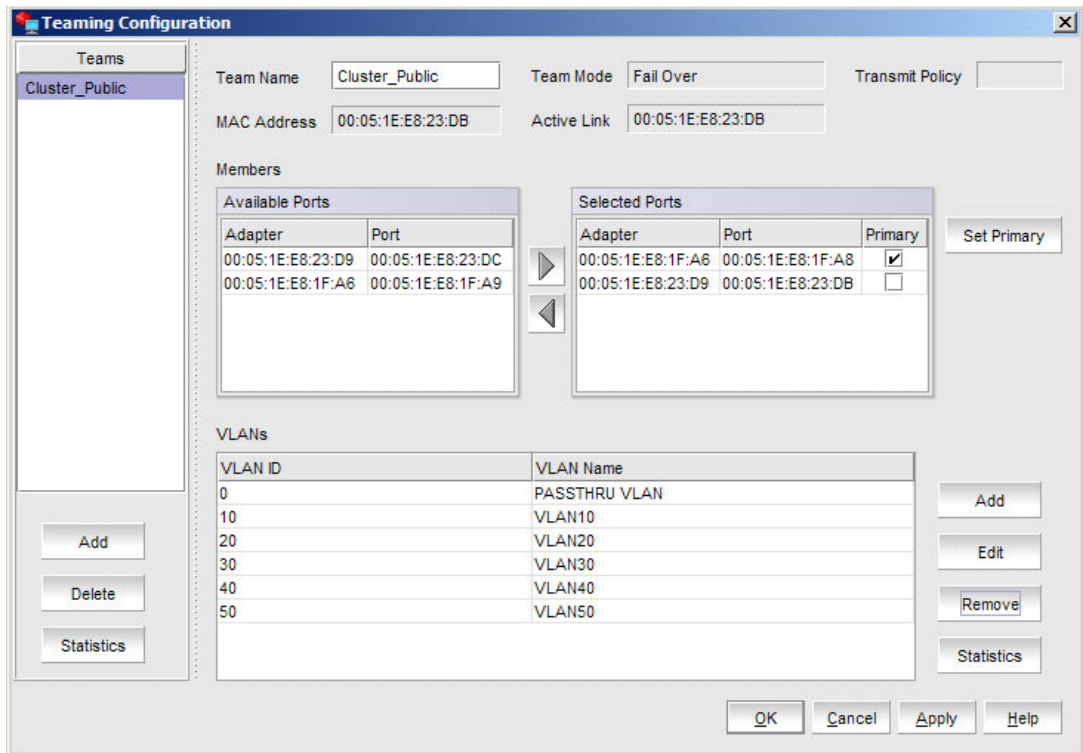 Teaming Configuration
Teams
Cluster_Public
Team Name Cluster_Public Team Mode Fail Over Transmit Policy
MAC Address 00:05:1E:E8:23:DB Active Link 00:05:1E:E8:23:DB
Members
Available Ports
Adapter Port
00:05:1E:E8:23:D9 00:05:1E:E8:23:DC
00:05:1E:E8:1F:A6 00:05:1E:E8:1F:A9
Selected Ports
Adapter Port Primary
00:05:1E:E8:1F:A6 00:05:1E:E8:1F:A8
00:05:1E:E8:23:D9 00:05:1E:E8:23:DB
Set Primary
VLANs
VLAN ID VLAN Name
0 PASSTHRU VLAN
10 VLAN10
20 VLAN20
30 VLAN30
40 VLAN40
50 VLAN50
Add
Edit
Remove
Statistics
Add
Delete
Statistics
OK Cancel Apply Help